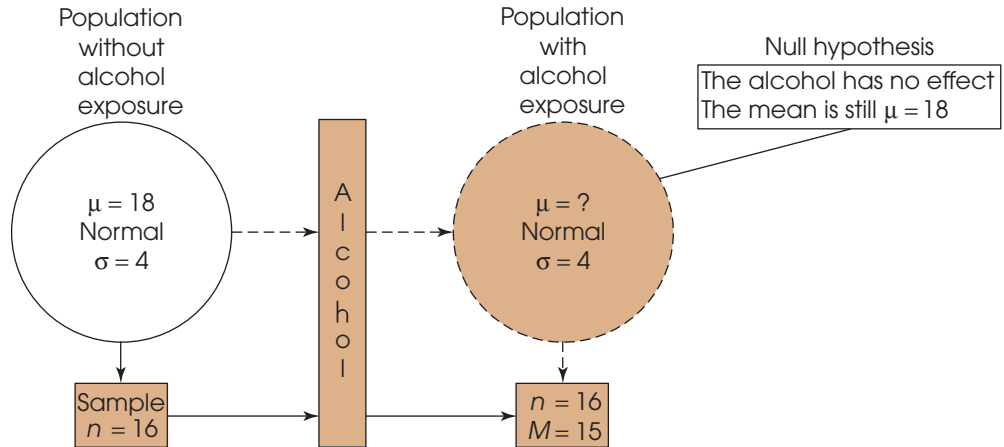 Population
without
alcohol
exposure
Population
with
alcohol
exposure
Null hypothesis
The alcohol has no effect
The mean is still μ = 18
μ = 18
Normal
σ = 4
Alcohol
μ = ?
Normal
σ = 4
Sample
n = 16
n = 16
M = 15